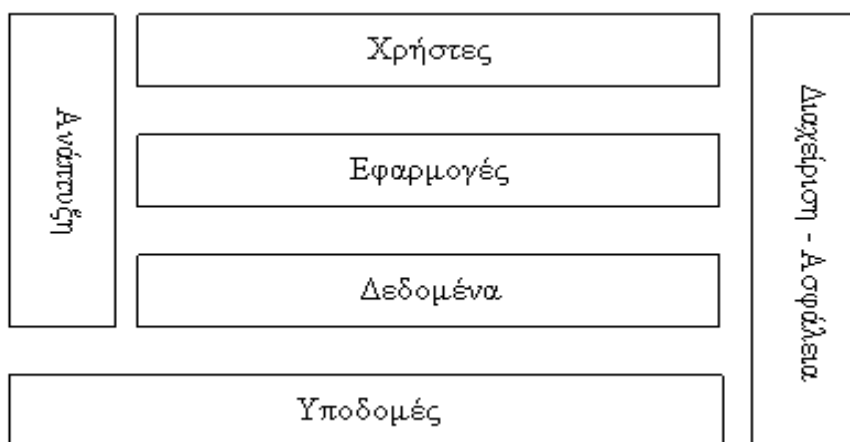 Χρήστες
Ανάπτυξη
Εφαρμογές
Δεδομένα
Διαχείριση - Ασφάλεια
Υποδομές